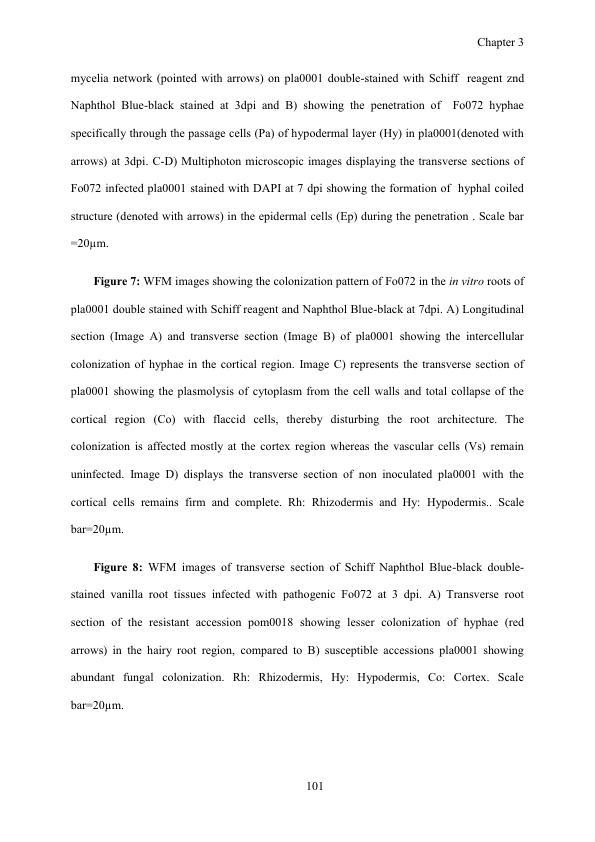 Chapter 3
mycelia network (pointed with arrows) on pla0001 double-stained with Schiff reagent znd
Naphthol Blue-black stained at 3dpi and B) showing the penetration of Fo072 hyphae
specifically through the passage cells (Pa) of hypodermal layer (Hy) in pla0001(denoted with
arrows) at 3dpi. C-D) Multiphoton microscopic images displaying the transverse sections of
Fo072 infected pla0001 stained with DAPI at 7 dpi showing the formation of hyphal coiled
structure (denoted with arrows) in the epidermal cells (Ep) during the penetration . Scale bar
=20µm.
Figure 7: WFM images showing the colonization pattern of Fo072 in the in vitro roots of
pla0001 double stained with Schiff reagent and Naphthol Blue-black at 7dpi. A) Longitudinal
section (Image A) and transverse section (Image B) of pla0001 showing the intercellular
colonization of hyphae in the cortical region. Image C) represents the transverse section of
pla0001 showing the plasmolysis of cytoplasm from the cell walls and total collapse of the
cortical region (Co) with flaccid cells, thereby disturbing the root architecture. The
colonization is affected mostly at the cortex region whereas the vascular cells (Vs) remain
uninfected. Image D) displays the transverse section of non inoculated pla0001 with the
cortical cells remains firm and complete. Rh: Rhizodermis and Hy: Hypodermis.. Scale
bar=20µm.
Figure 8: WFM images of transverse section of Schiff Naphthol Blue-black double-
stained vanilla root tissues infected with pathogenic Fo072 at 3 dpi. A) Transverse root
section of the resistant accession pom0018 showing lesser colonization of hyphae (red
arrows) in the hairy root region, compared to B) susceptible accessions pla0001 showing
abundant fungal colonization. Rh: Rhizodermis, Hy: Hypodermis, Co: Cortex. Scale
bar=20µm.
101